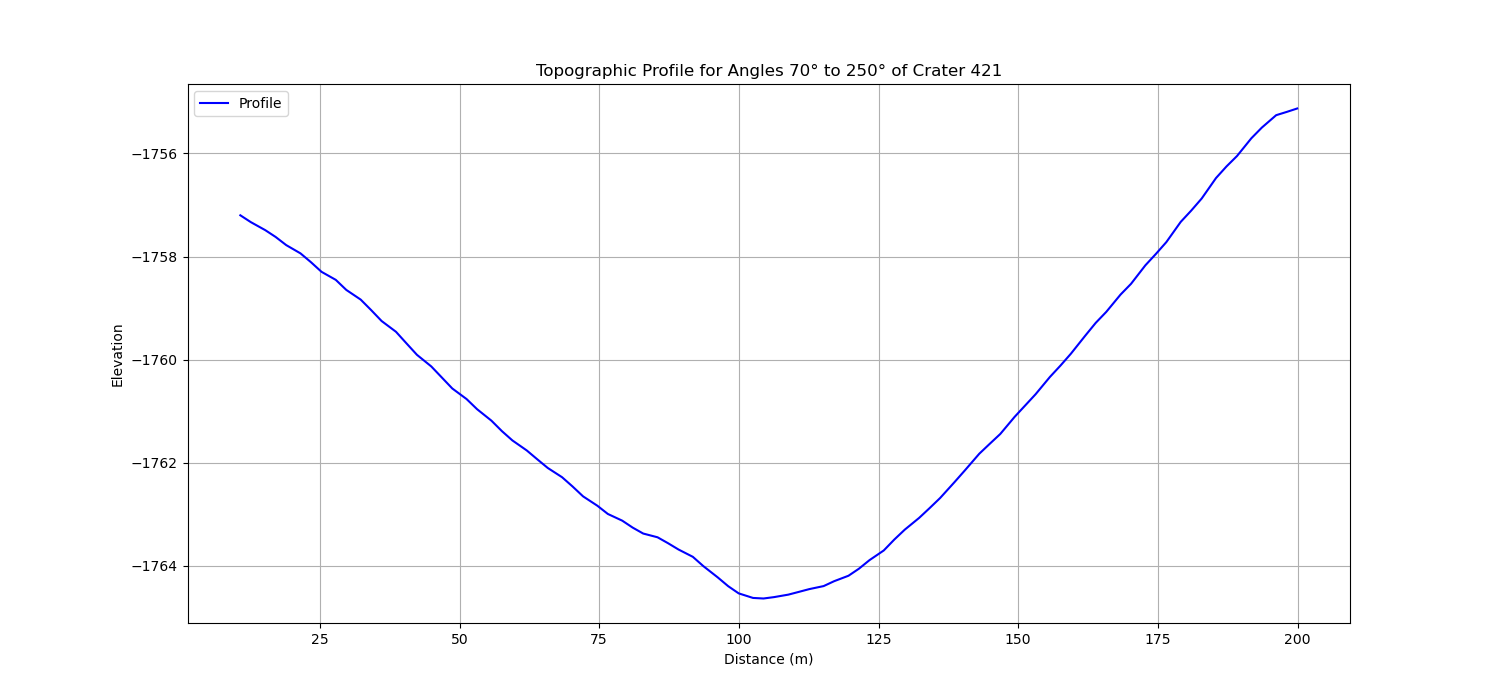 Topographic Profile for Angles 70° to 250° of Crater 421
Profile
−1756
−1758
−1760
−1762
−1764
Elevation
25 50 75 100 125 150 175 200
Distance (m)